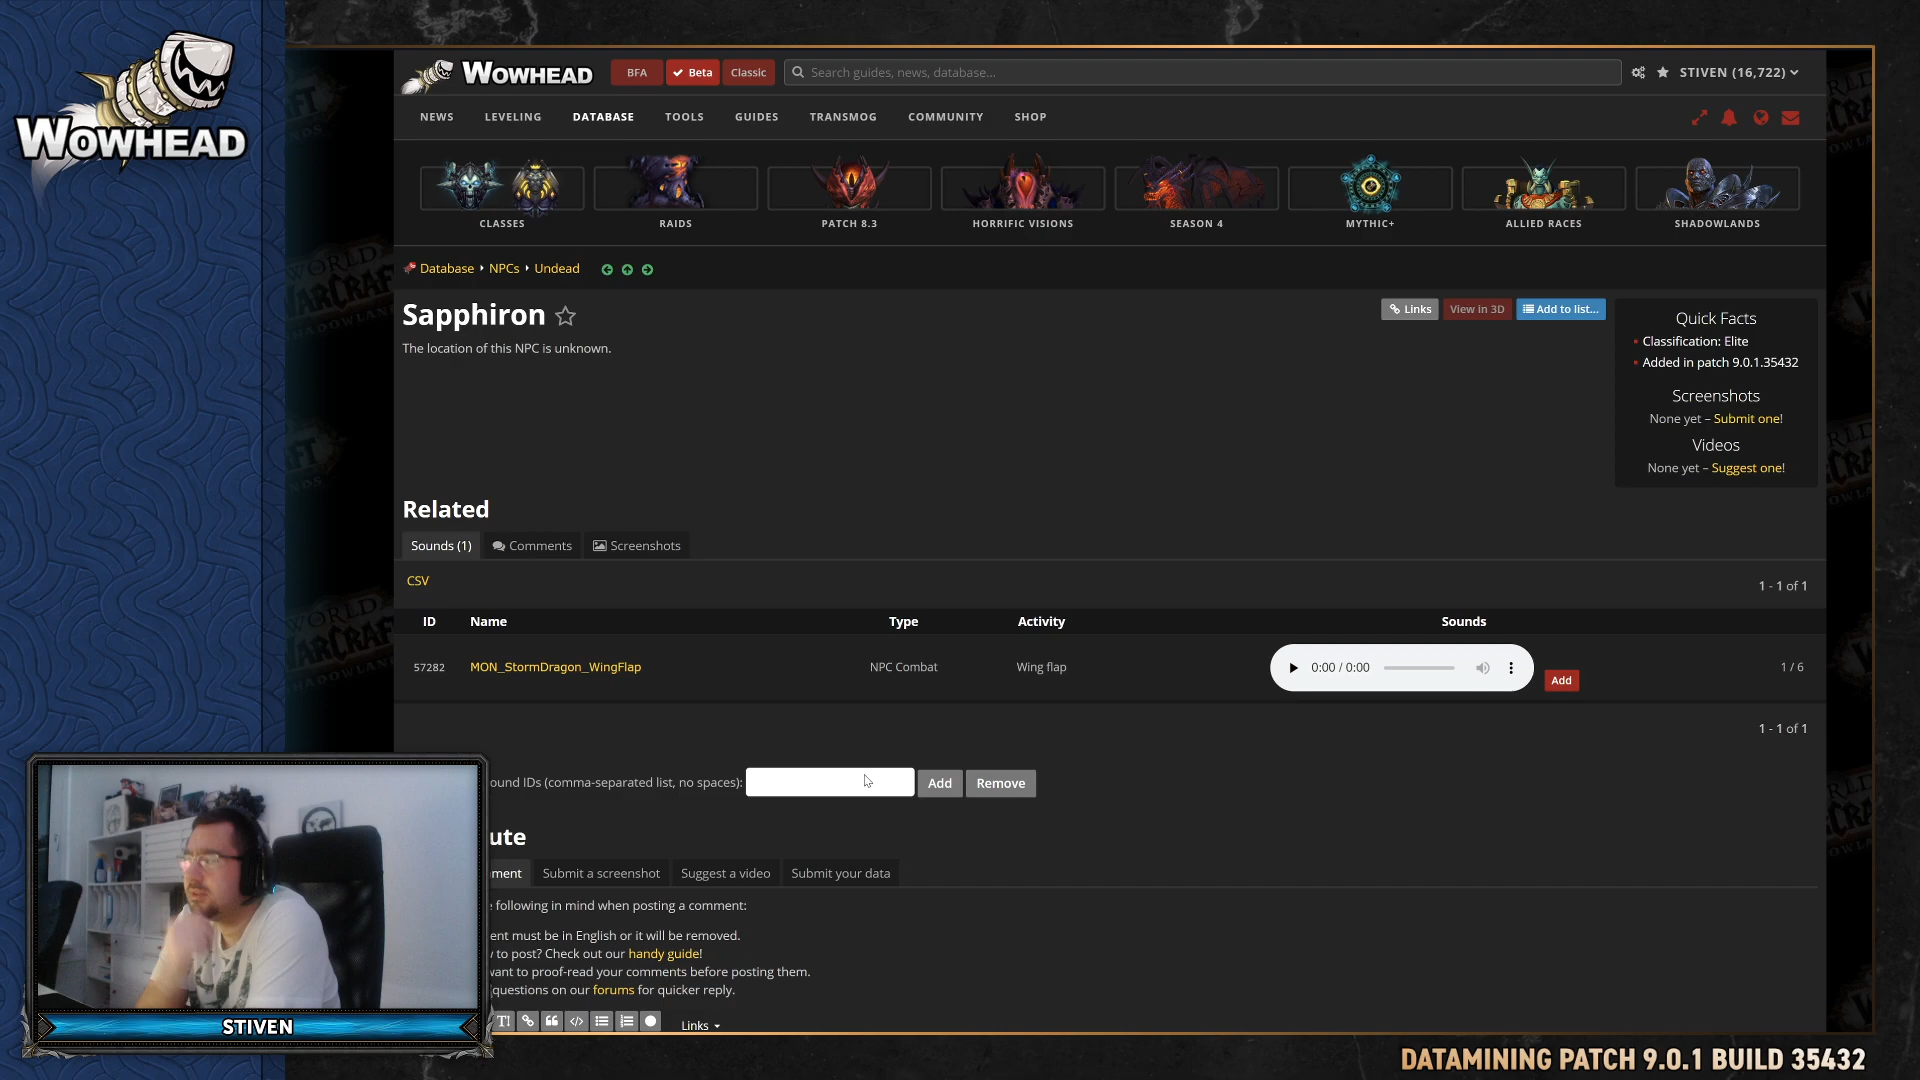 WOWHEAD
WOWHEAD BFA Beta Classic Search guides, news, database... STIVEN (16,722)
NEWS LEVELING DATABASE TOOLS GUIDES TRANSMOG COMMUNITY SHOP
CLASSES RAIDS PATCH 8.3 HORRIFIC VISIONS SEASON 4 MYTHIC+ ALLIED RACES SHADOWLANDS
Database NPCs Undead
Sapphiron
Links View in 3D Add to list...
The location of this NPC is unknown.
Quick Facts
Classification: Elite
Added in patch 9.0.1.35432
Screenshots
None yet – Submit one!
Videos
None yet – Suggest one!
Related
Sounds (1) Comments Screenshots
CSV
1 - 1 of 1
ID Name Type Activity Sounds
57282 MON_StormDragon_WingFlap NPC Combat Wing flap 0:00 / 0:00 Add 1 / 6
1 - 1 of 1
ound IDs (comma-separated list, no spaces): Add Remove
ute
ment Submit a screenshot Suggest a video Submit your data
following in mind when posting a comment:
ent must be in English or it will be removed.
to post? Check out our handy guide!
want to proof-read your comments before posting them.
questions on our forums for quicker reply.
Links
STIVEN
DATAMINING PATCH 9.0.1 BUILD 35432